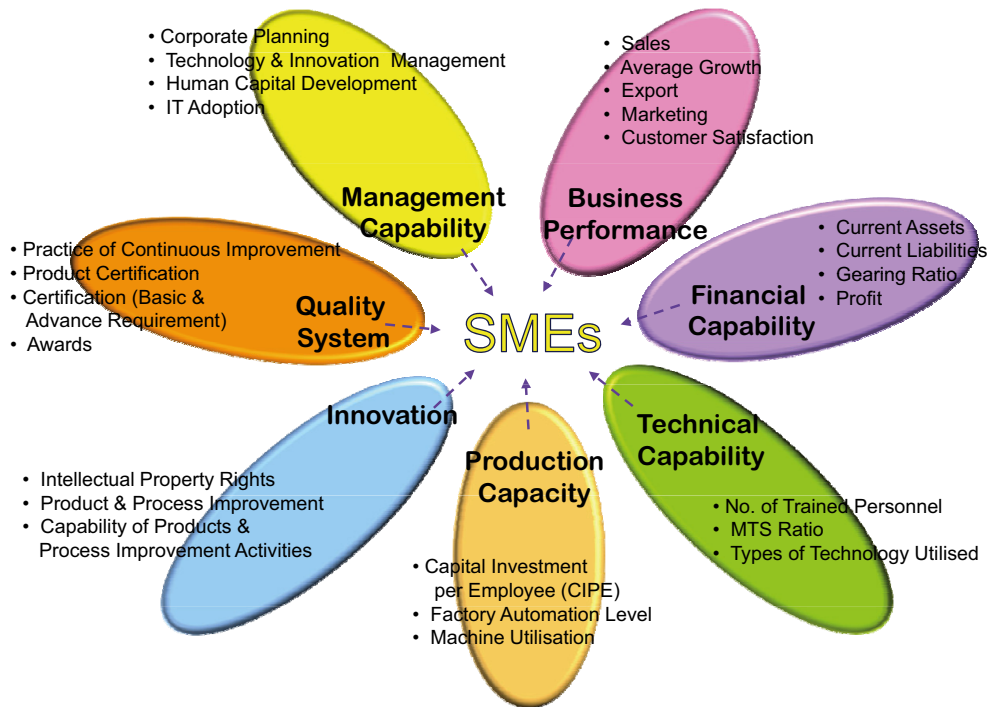 • Corporate Planning
• Technology & Innovation Management
• Human Capital Development
• IT Adoption
Management
Capability
• Sales
• Average Growth
• Export
• Marketing
• Customer Satisfaction
Business
Performance
• Current Assets
• Current Liabilities
• Gearing Ratio
• Profit
Financial
Capability
• Practice of Continuous Improvement
• Product Certification
• Certification (Basic &
Advance Requirement)
• Awards
Quality
System
SMEs
Innovation
• Intellectual Property Rights
• Product & Process Improvement
• Capability of Products &
Process Improvement Activities
Production
Capacity
• Capital Investment
per Employee (CIPE)
• Factory Automation Level
• Machine Utilisation
Technical
Capability
• No. of Trained Personnel
• MTS Ratio
• Types of Technology Utilised